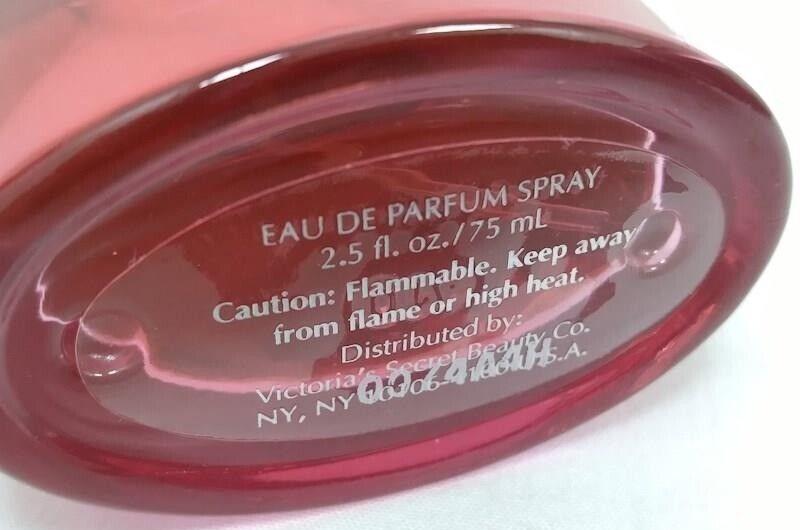 EAU DE PARFUM SPRAY
2.5 fl. oz./75 mL
Caution: Flammable. Keep away
from flame or high heat.
Distributed by:
Victoria's Secret Beauty Co.
NY, NY U.S.A.